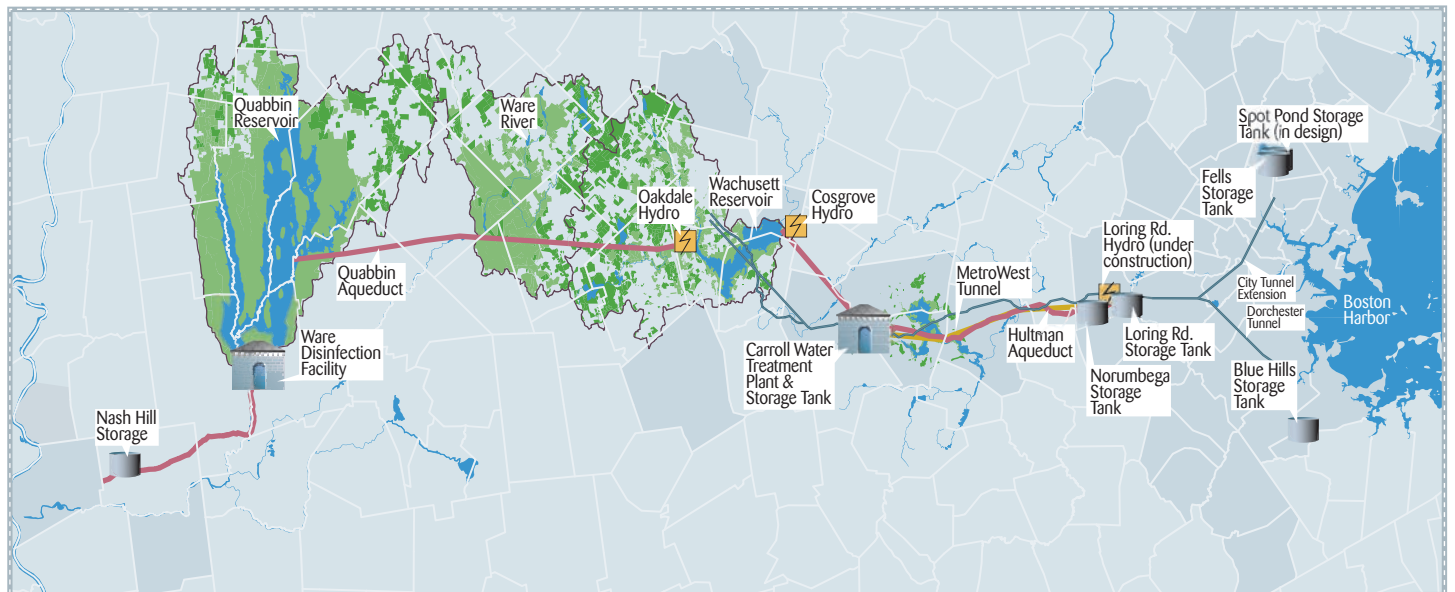 Quabbin
Reservoir
Ware
River
Oakdale
Hydro
Wachusett
Reservoir
Cosgrove
Hydro
Spot Pond Storage
Tank (in design)
Fells
Storage
Tank
Loring Rd.
Hydro (under
construction)
Quabbin
Aqueduct
MetroWest
Tunnel
City Tunnel
Extension
Dorchester
Tunnel
Boston
Harbor
Ware
Disinfection
Facility
Carroll Water
Treatment
Plant &
Storage Tank
Hultman
Aqueduct
Loring Rd.
Storage Tank
Norumbega
Storage
Tank
Blue Hills
Storage
Tank
Nash Hill
Storage